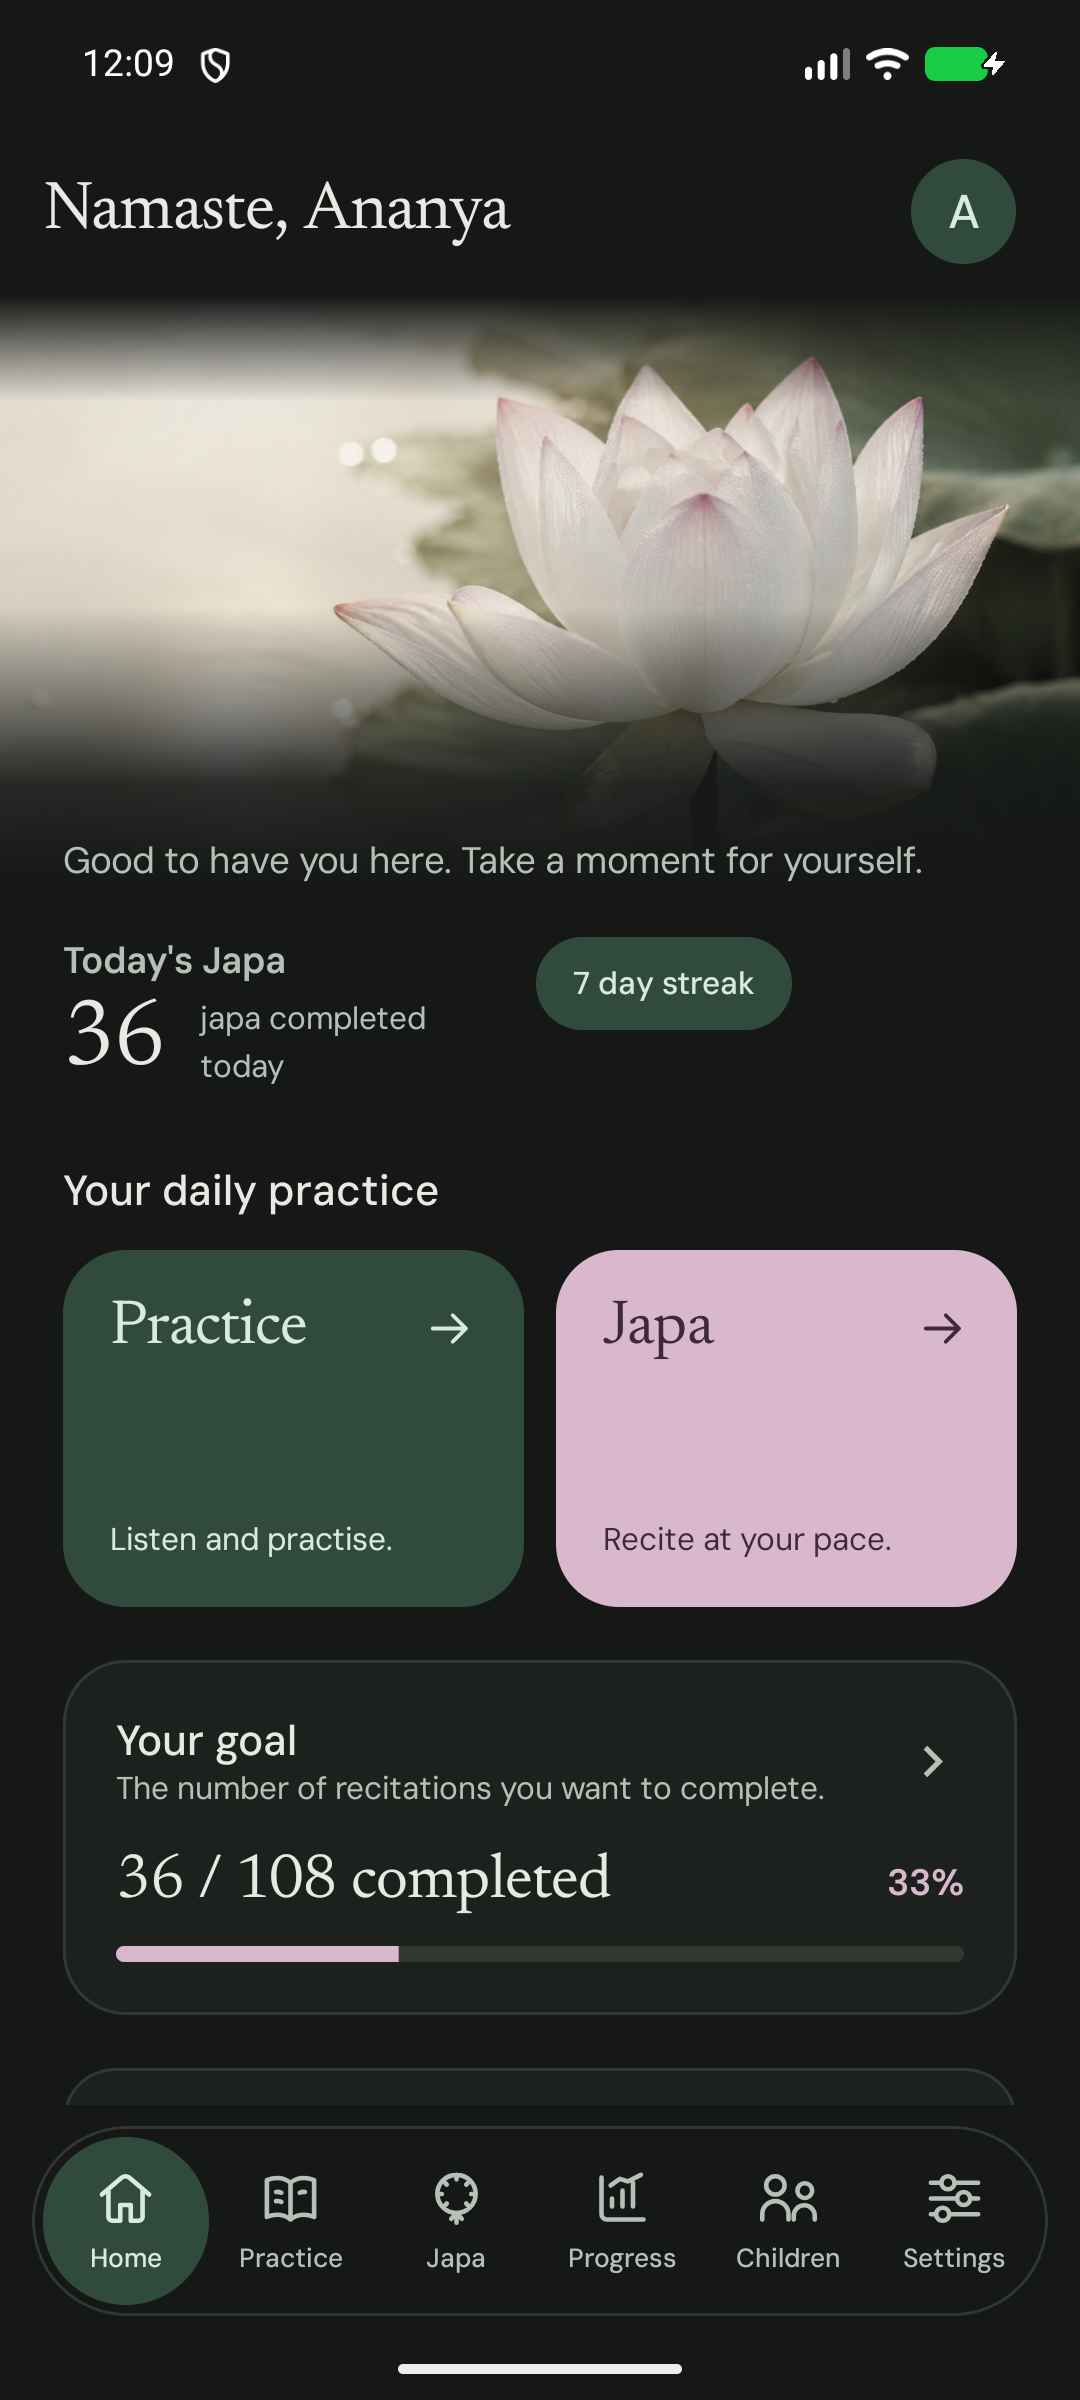 12:09
Namaste, Ananya
A
Good to have you here. Take a moment for yourself.
Today's Japa
36 japa completed
today
7 day streak
Your daily practice
Practice
Listen and practise.
Japa
Recite at your pace.
Your goal
The number of recitations you want to complete.
36 / 108 completed
33%
Home
Practice
Japa
Progress
Children
Settings